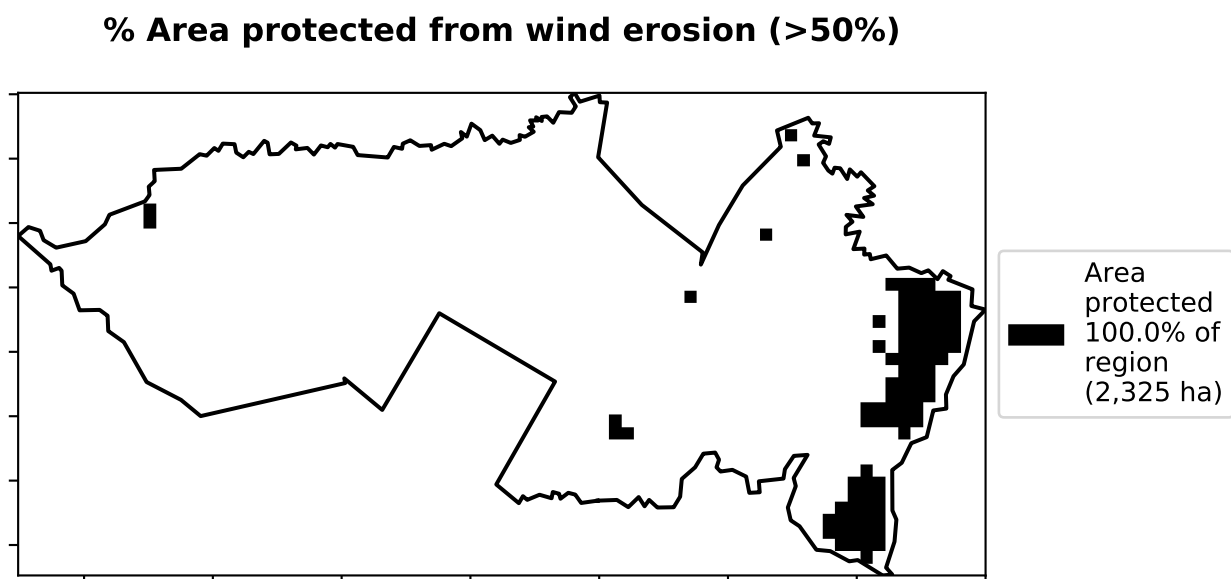 % Area protected from wind erosion (>50%)
Area
protected
100.0% of
region
(2,325 ha)